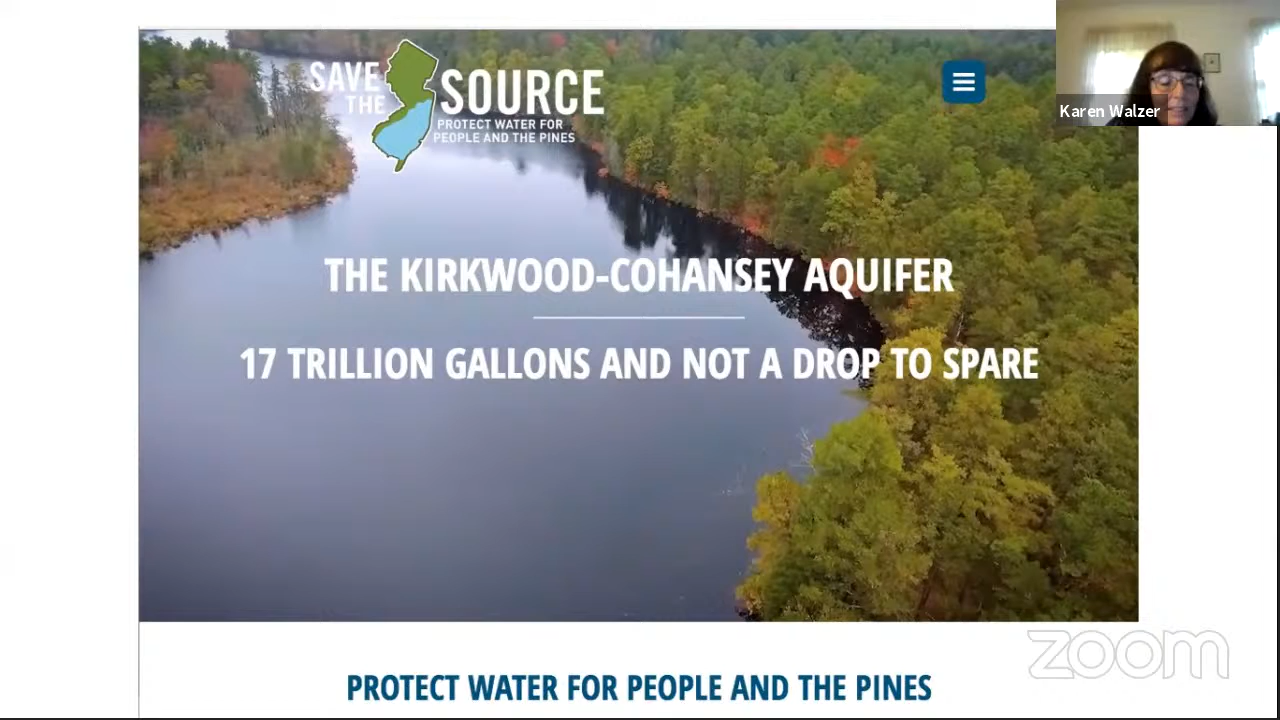 SAVE
THE
SOURCE
PROTECT WATER FOR
PEOPLE AND THE PINES
Karen Walzer
THE KIRKWOOD-COHANSEY AQUIFER
17 TRILLION GALLONS AND NOT A DROP TO SPARE
zoom
PROTECT WATER FOR PEOPLE AND THE PINES